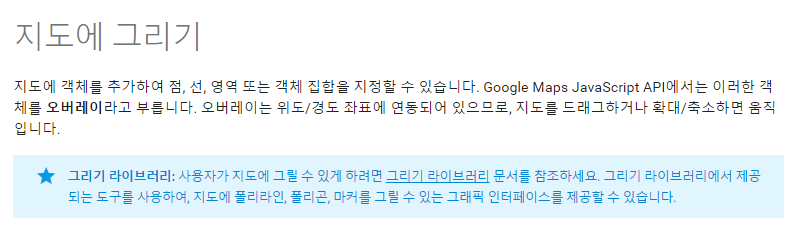 지도에 그리기
지도에 객체를 추가하여 점, 선, 영역 또는 객체 집합을 지정할 수 있습니다. Google Maps JavaScript API에서는 이러한 객
체를 오버레이라고 부릅니다. 오버레이는 위도/경도 좌표에 연동되어 있으므로, 지도를 드래그하거나 확대/축소하면 움직
입니다.
그리기 라이브러리: 사용자가 지도에 그릴 수 있게 하려면 그리기 라이브러리 문서를 참조하세요. 그리기 라이브러리에서 제공
되는 도구를 사용하여, 지도에 폴리라인, 폴리곤, 마커를 그릴 수 있는 그래픽 인터페이스를 제공할 수 있습니다.